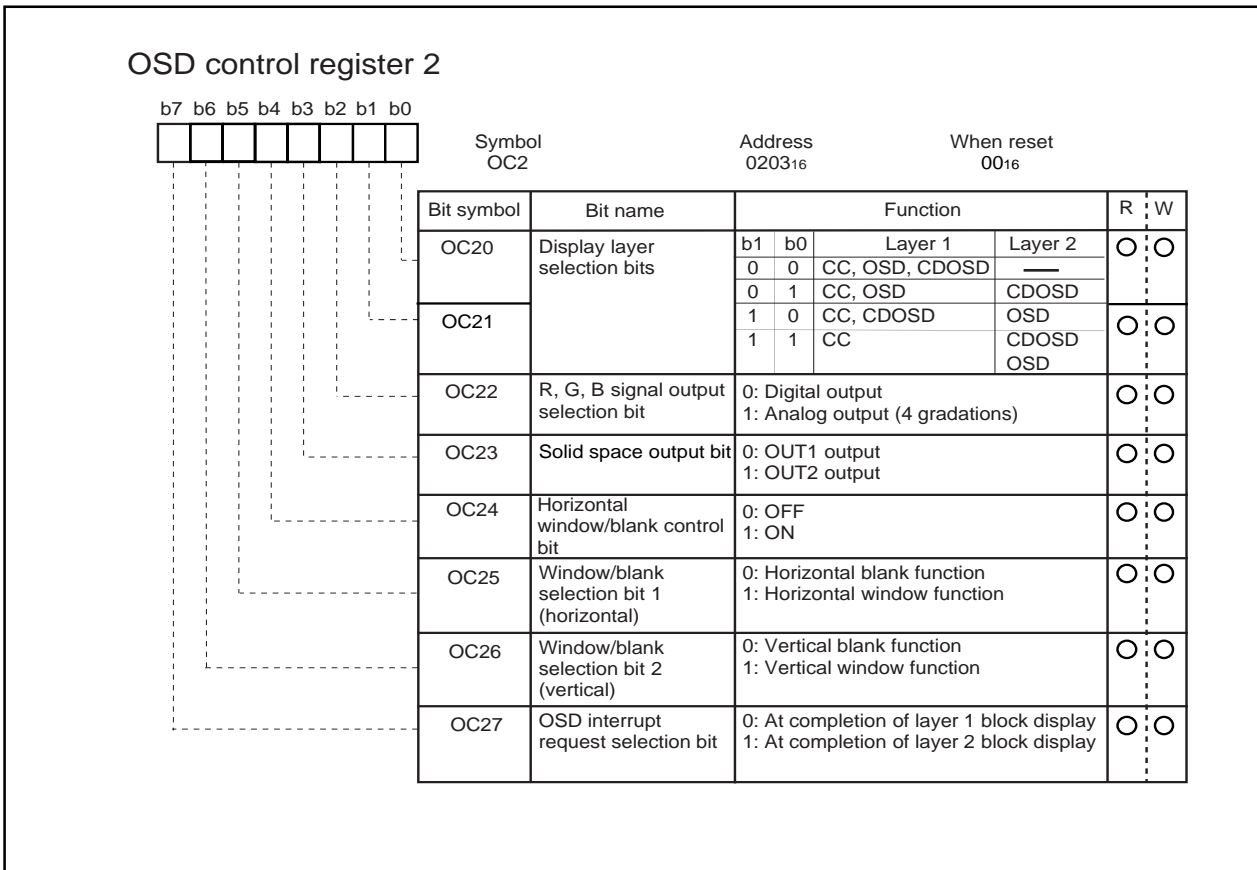 OSD control register 2
b7 b6 b5 b4 b3 b2 b1 b0
Symbol Address When reset
OC2 020316 0016
Bit symbol Bit name Function R W
OC20 Display layer selection bits
b1 b0 Layer 1 Layer 2
0 0 CC, OSD, CDOSD —
0 1 CC, OSD CDOSD
OC21
1 0 CC, CDOSD OSD
1 1 CC CDOSD
OSD
OC22 R, G, B signal output 0: Digital output
selection bit 1: Analog output (4 gradations)
OC23 Solid space output bit 0: OUT1 output
1: OUT2 output
OC24 Horizontal 0: OFF
window/blank control 1: ON
bit
OC25 Window/blank 0: Horizontal blank function
selection bit 1 1: Horizontal window function
(horizontal)
OC26 Window/blank 0: Vertical blank function
selection bit 2 1: Vertical window function
(vertical)
OC27 OSD interrupt 0: At completion of layer 1 block display
request selection bit 1: At completion of layer 2 block display